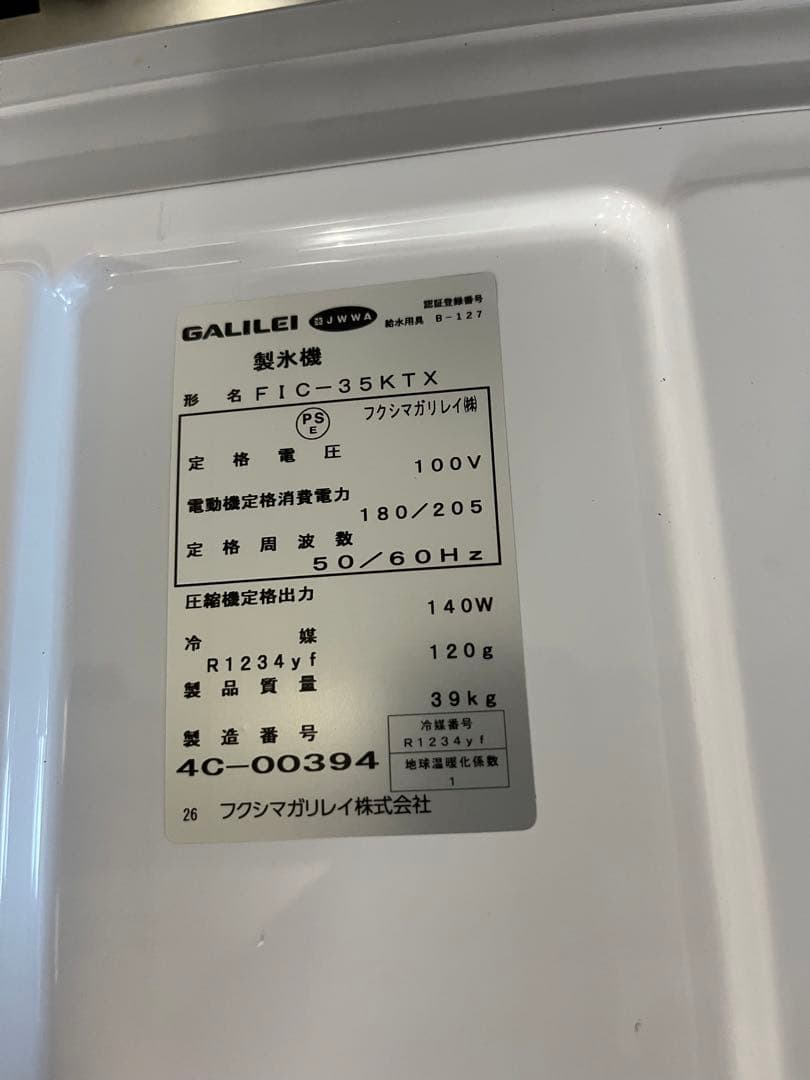 GALILEI JWWA 認証登録番号
給水用具 B-127
製氷機
形名 FIC-35KTX
PSE フクシマガリレイ㈱
定格電圧 100V
電動機定格消費電力 180/205
定格周波数 50/60Hz
圧縮機定格出力 140W
冷媒
R1234yf 120g
製品質量 39kg
製造番号
4C-00394
冷媒番号
R1234yf
地球温暖化係数
1
26 フクシマガリレイ株式会社